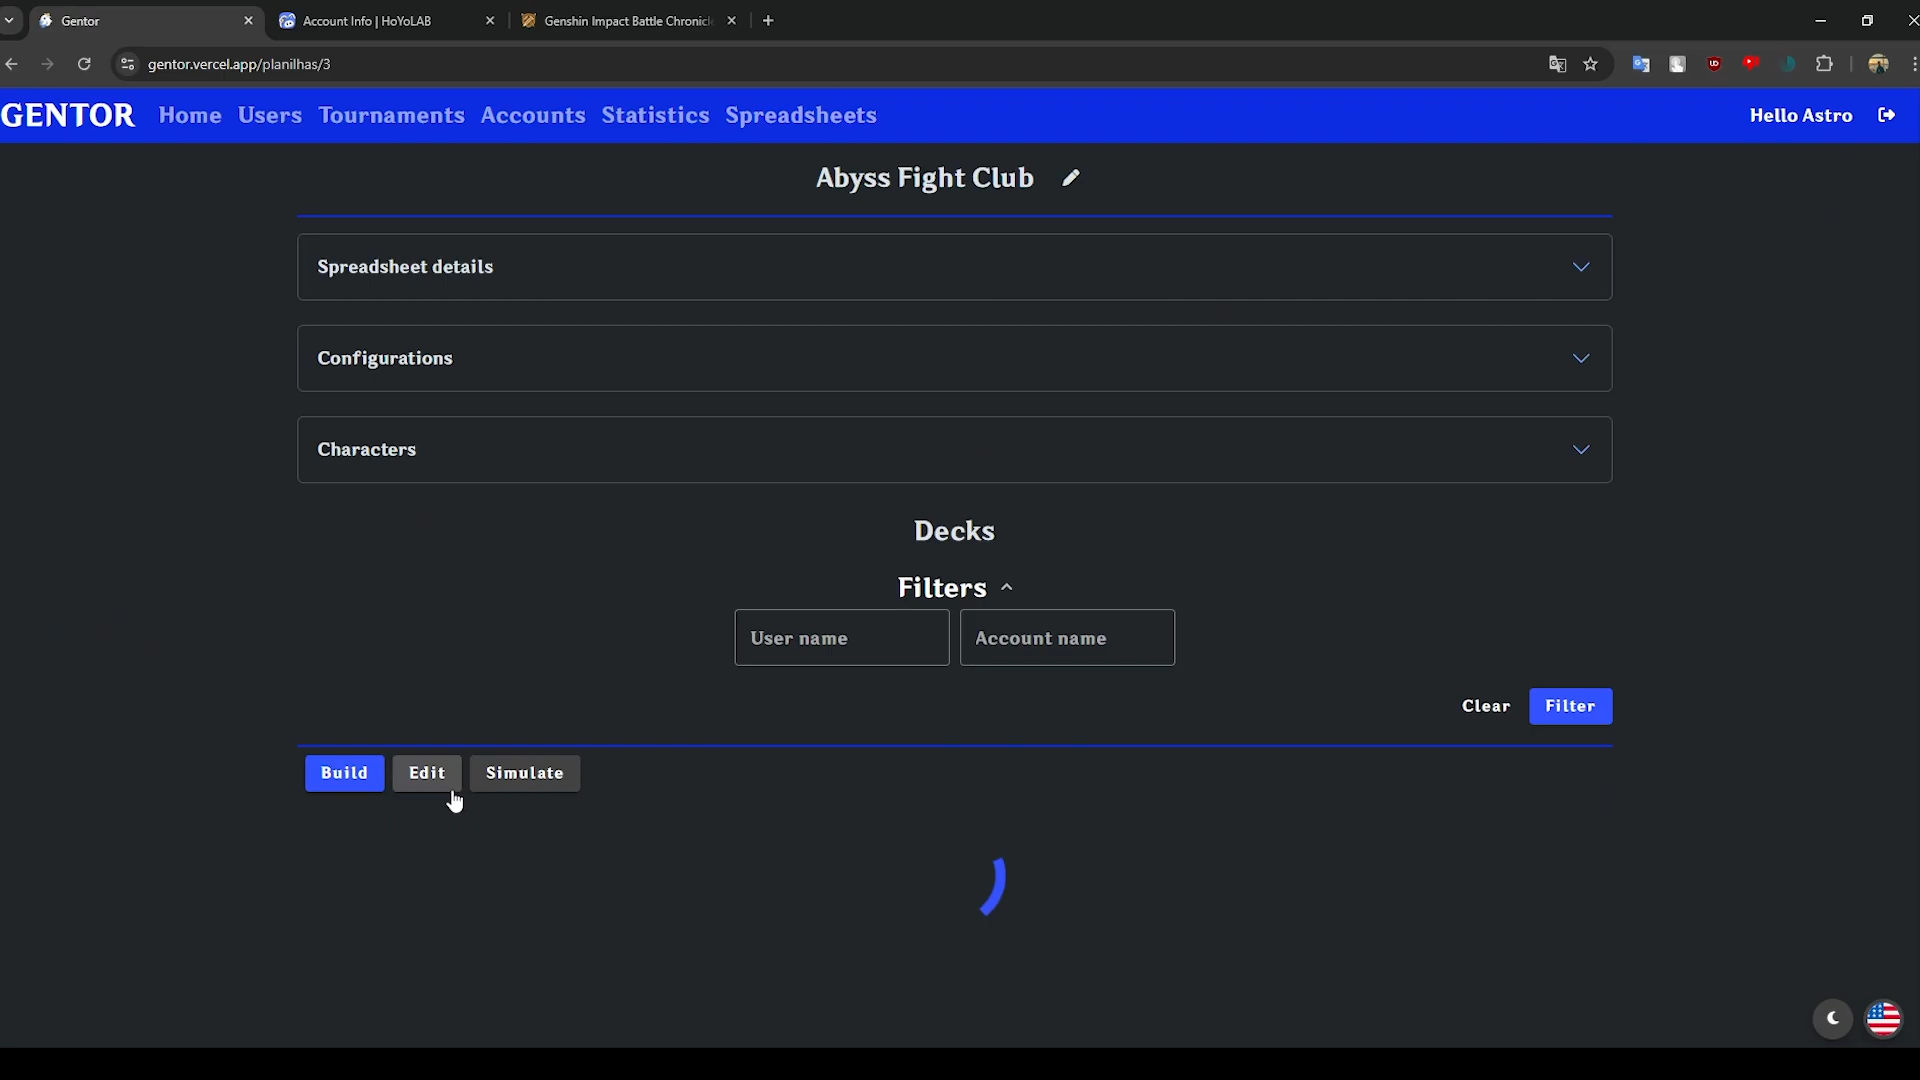 Gentor
Account Info | HoYoLAB
Genshin Impact Battle Chronicl
gentor.vercel.app/planilhas/3
GENTOR Home Users Tournaments Accounts Statistics Spreadsheets Hello Astro
Abyss Fight Club
Spreadsheet details
Configurations
Characters
Decks
Filters
User name Account name
Clear Filter
Build Edit Simulate